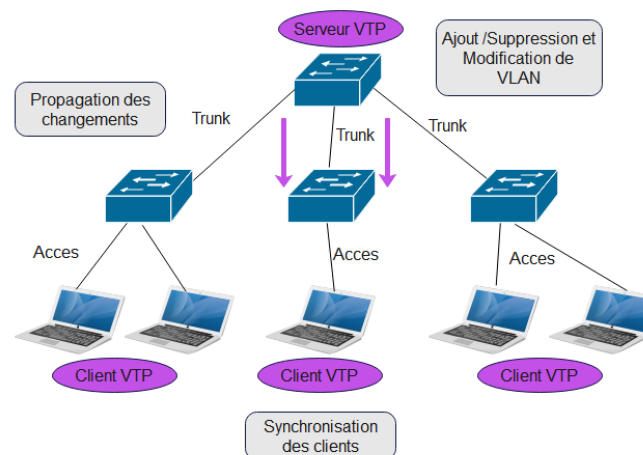 Serveur VTP
Ajout /Suppression et
Modification de
VLAN
Propagation des
changements
Trunk
Trunk
Trunk
Acces
Acces
Acces
Client VTP
Client VTP
Client VTP
Synchronisation
des clients